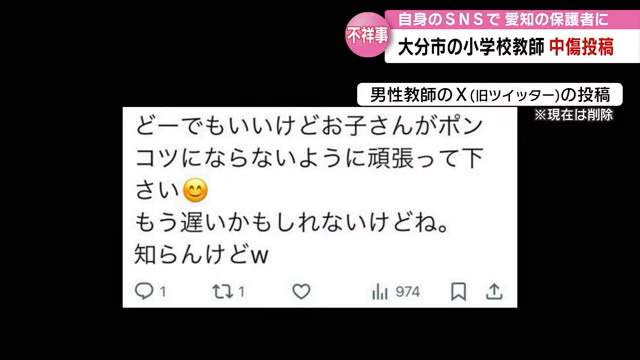 不祥事
自身のSNSで 愛知の保護者に
大分市の小学校教師 中傷投稿
男性教師のX(旧ツイッター)の投稿
※現在は削除
どーでもいいけどお子さんがポン
コツにならないように頑張って下
さい😊
もう遅いかもしれないけどね。
知らんけどw
1 1 974